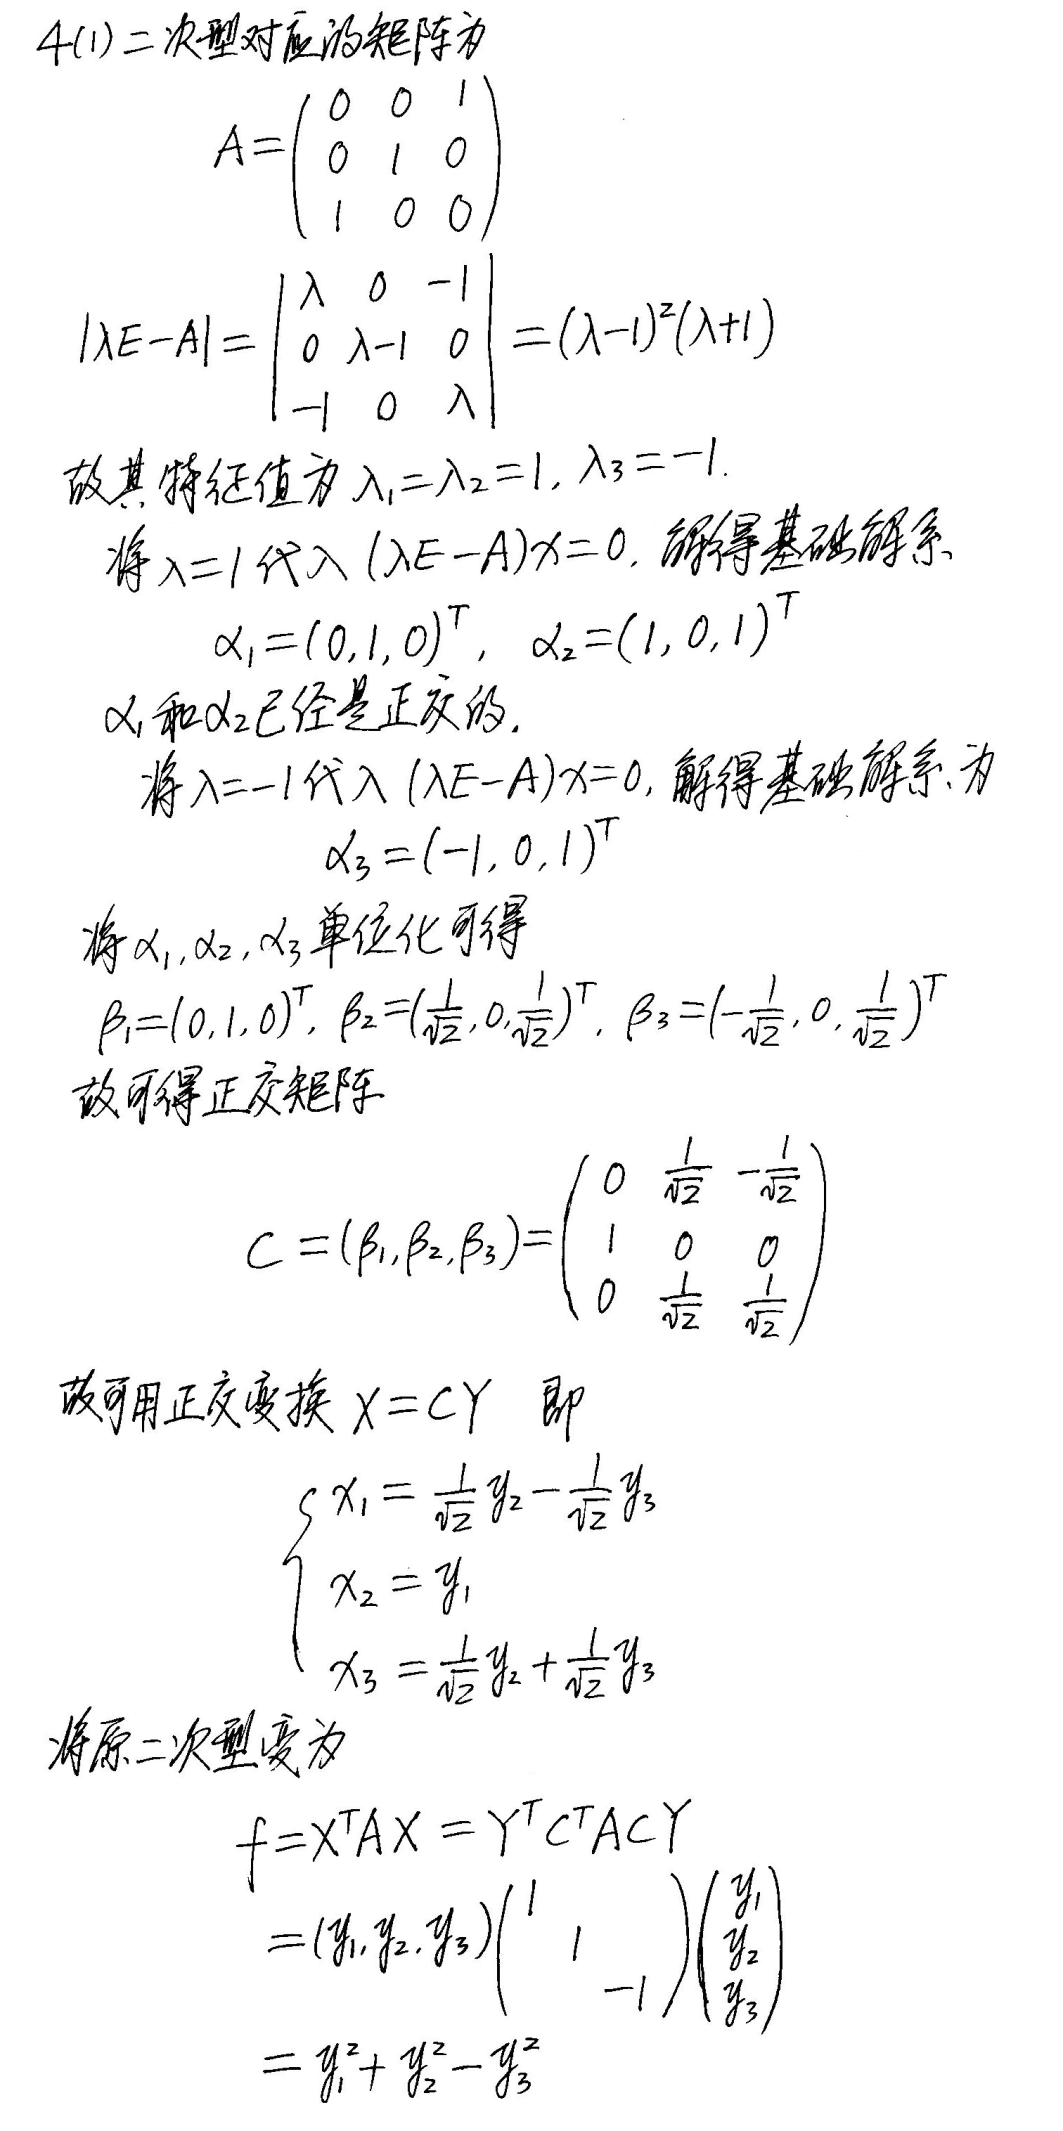 4(1) 二次型对应的矩阵为
A = ( 0 0 1
0 1 0
1 0 0 )
|λE-A| = | λ 0 -1
0 λ-1 0
-1 0 λ | = (λ-1)²(λ+1)
故其特征值为 λ₁=λ₂=1, λ₃=-1.
将λ=1代入 (λE-A)x=0, 解得基础解系
α₁=(0,1,0)ᵀ, α₂=(1,0,1)ᵀ
α₁和α₂已经是正交的.
将λ=-1代入 (λE-A)x=0, 解得基础解系为
α₃=(-1,0,1)ᵀ
将α₁,α₂,α₃单位化可得
β₁=(0,1,0)ᵀ, β₂=(1/√2,0,1/√2)ᵀ, β₃=(-1/√2,0,1/√2)ᵀ
故可得正交矩阵
C=(β₁,β₂,β₃)= ( 0 1/√2 -1/√2
1 0 0
0 1/√2 1/√2 )
故可用正交变换 X=CY 即
{ x₁=1/√2 y₂-1/√2 y₃
x₂=y₁
x₃=1/√2 y₂+1/√2 y₃
将原二次型变为
f=XᵀAX=YᵀCᵀACY
=(y₁,y₂,y₃) ( 1
1
-1 ) ( y₁
y₂
y₃ )
=y₁²+y₂²-y₃²